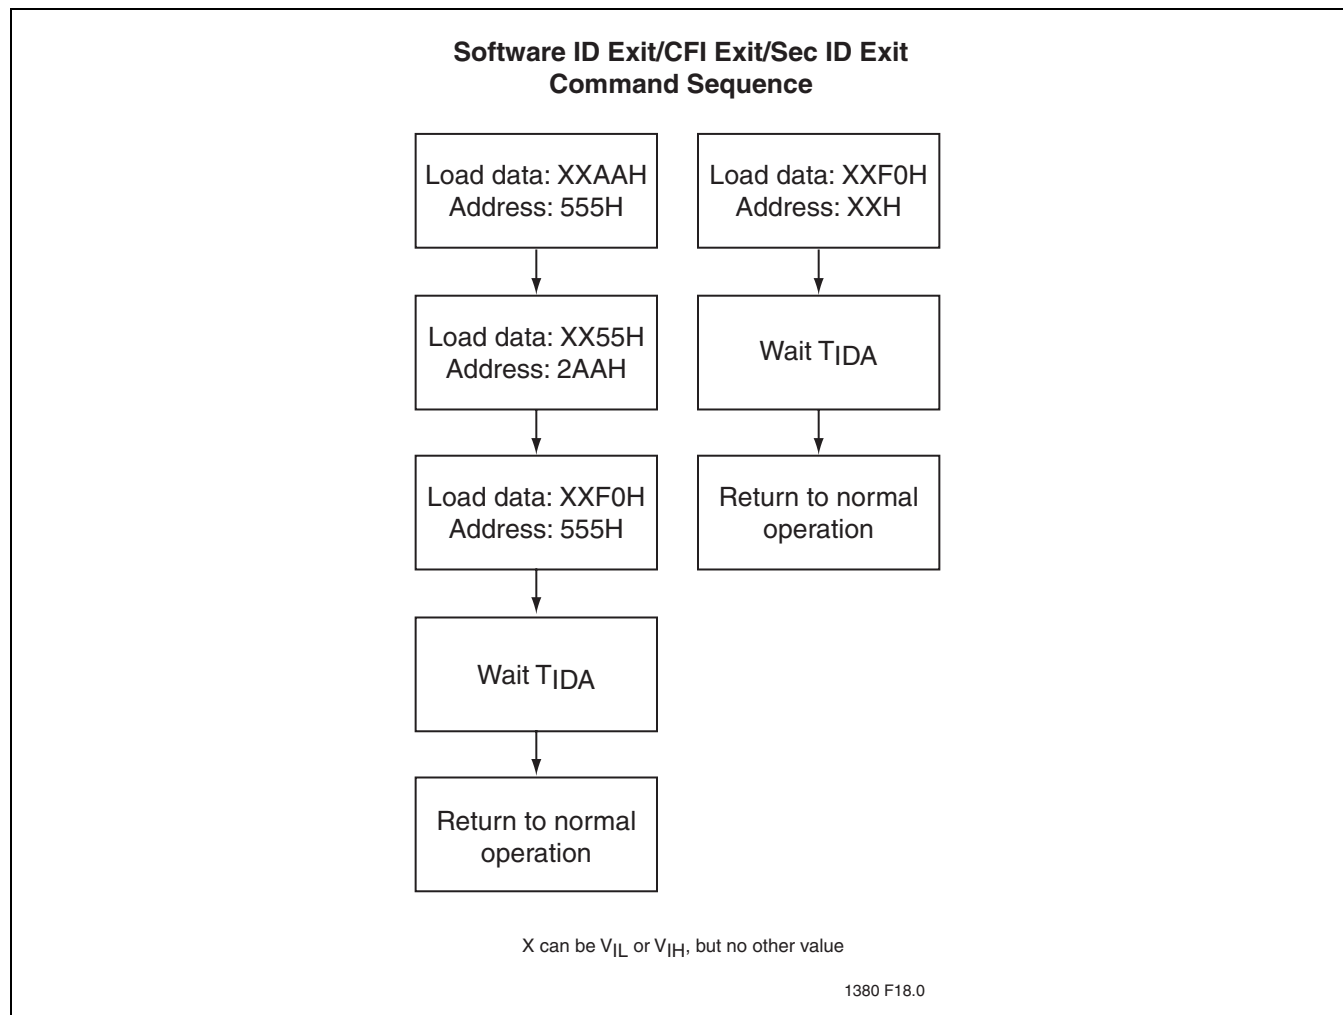 Software ID Exit/CFI Exit/Sec ID Exit
Command Sequence
Load data: XXAAH
Address: 555H
Load data: XX55H
Address: 2AAH
Load data: XXF0H
Address: 555H
Wait TIDA
Return to normal
operation
Load data: XXF0H
Address: XXH
Wait TIDA
Return to normal
operation
X can be VIL or VIH, but no other value
1380 F18.0